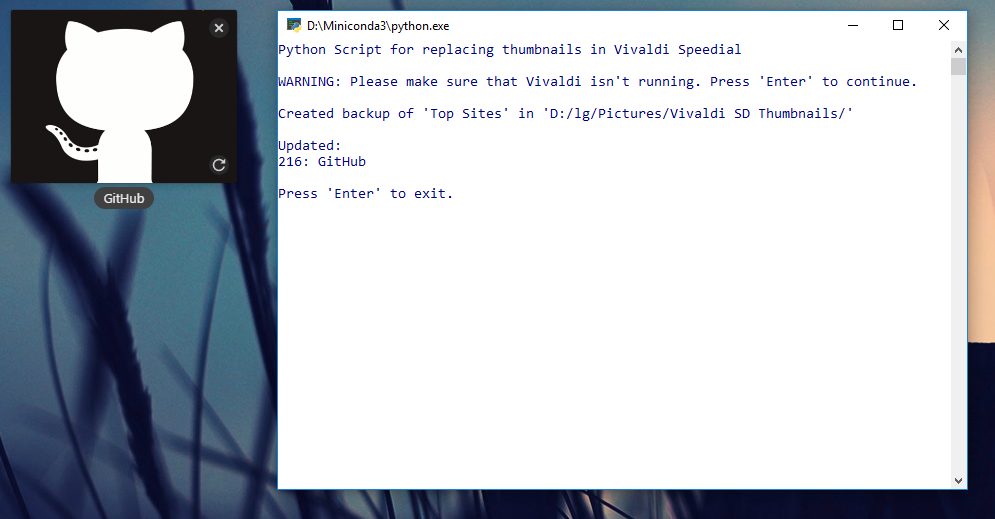 GitHub
D:\Miniconda3\python.exe
Python Script for replacing thumbnails in Vivaldi Speedial
WARNING: Please make sure that Vivaldi isn't running. Press 'Enter' to continue.
Created backup of 'Top Sites' in 'D:/lg/Pictures/Vivaldi SD Thumbnails/'
Updated:
216: GitHub
Press 'Enter' to exit.